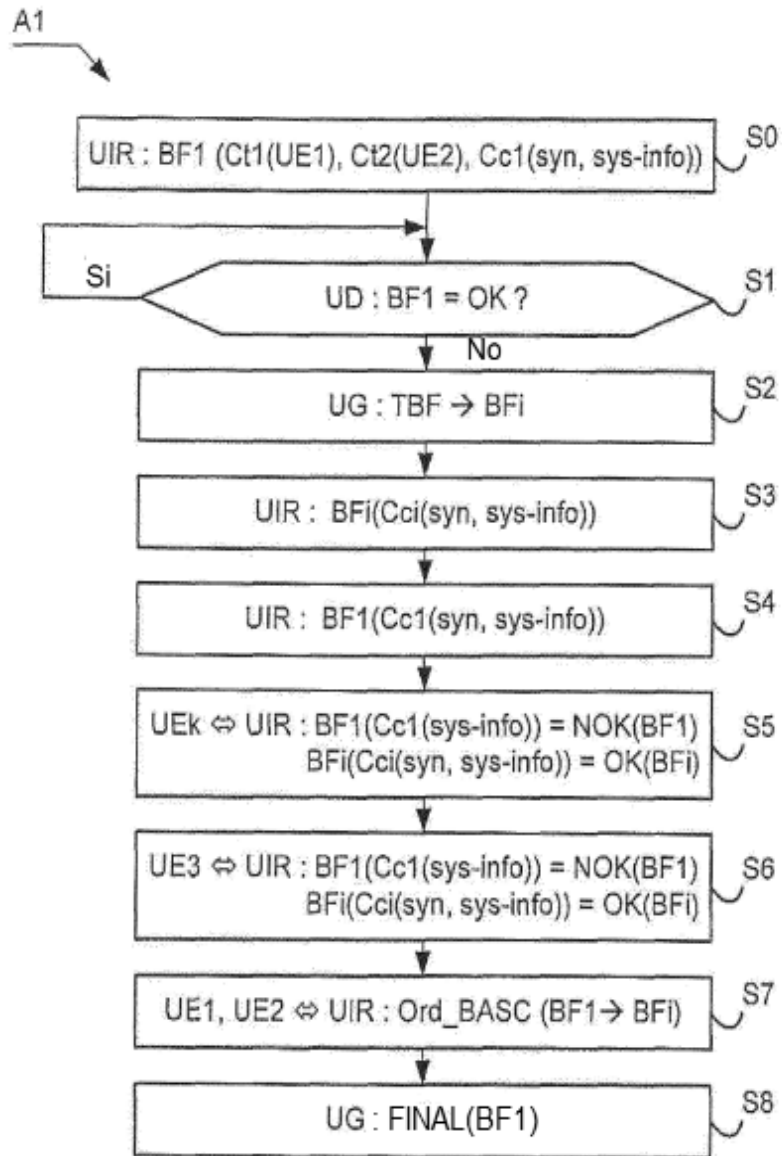 A1
UIR : BF1 (Ct1(UE1), Ct2(UE2), Cc1(syn, sys-info))
S0
Si
UD : BF1 = OK ?
S1
No
UG : TBF → BFi
S2
UIR : BFi(Cci(syn, sys-info))
S3
UIR : BF1(Cc1(syn, sys-info))
S4
UEk ⇔ UIR : BF1(Cc1(sys-info)) = NOK(BF1)
BFi(Cci(syn, sys-info)) = OK(BFi)
S5
UE3 ⇔ UIR : BF1(Cc1(sys-info)) = NOK(BF1)
BFi(Cci(syn, sys-info)) = OK(BFi)
S6
UE1, UE2 ⇔ UIR : Ord_BASC (BF1→ BFi)
S7
UG : FINAL(BF1)
S8